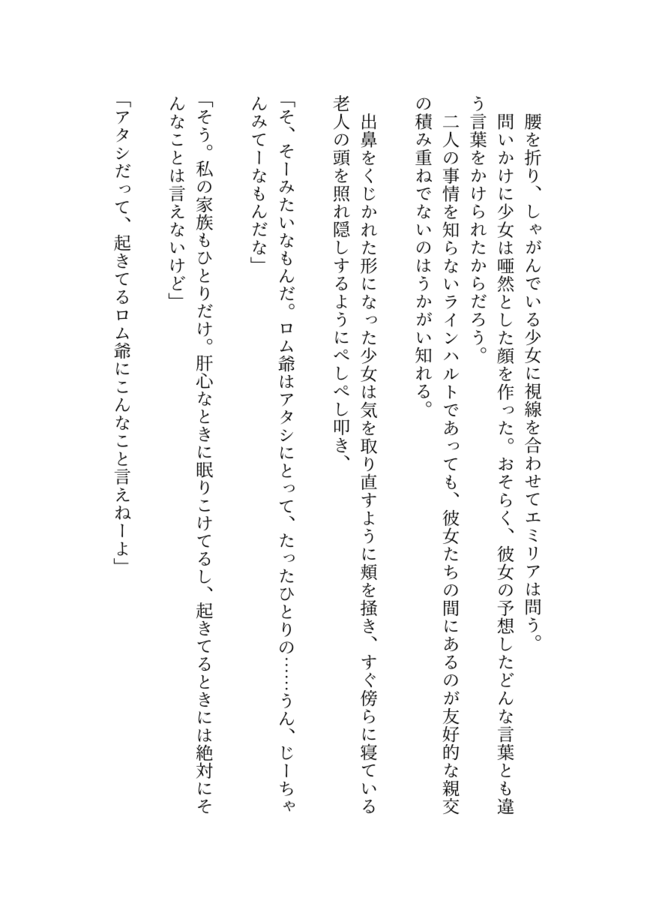 腰を折り、しゃがんでいる少女に視線を合わせてエミリアは問う。
問いかけに少女は唖然とした顔を作った。おそらく、彼女の予想したどんな言葉とも違
う言葉をかけられたからだろう。
二人の事情を知らないラインハルトであっても、彼女たちの間にあるのが友好的な親交
の積み重ねでないのはうかがい知れる。
出鼻をくじかれた形になった少女は気を取り直すように頬を掻き、すぐ傍らに寝ている
老人の頭を照れ隠しするようにぺしぺし叩き、
「そ、そーみたいなもんだ。ロム爺はアタシにとって、たったひとりの……うん、じーちゃ
んみてーなもんだな」
「そう。私の家族もひとりだけ。肝心なときに眠りこけてるし、起きてるときには絶対にそ
んなことは言えないけど」
「アタシだって、起きてるロム爺にこんなこと言えねーよ」